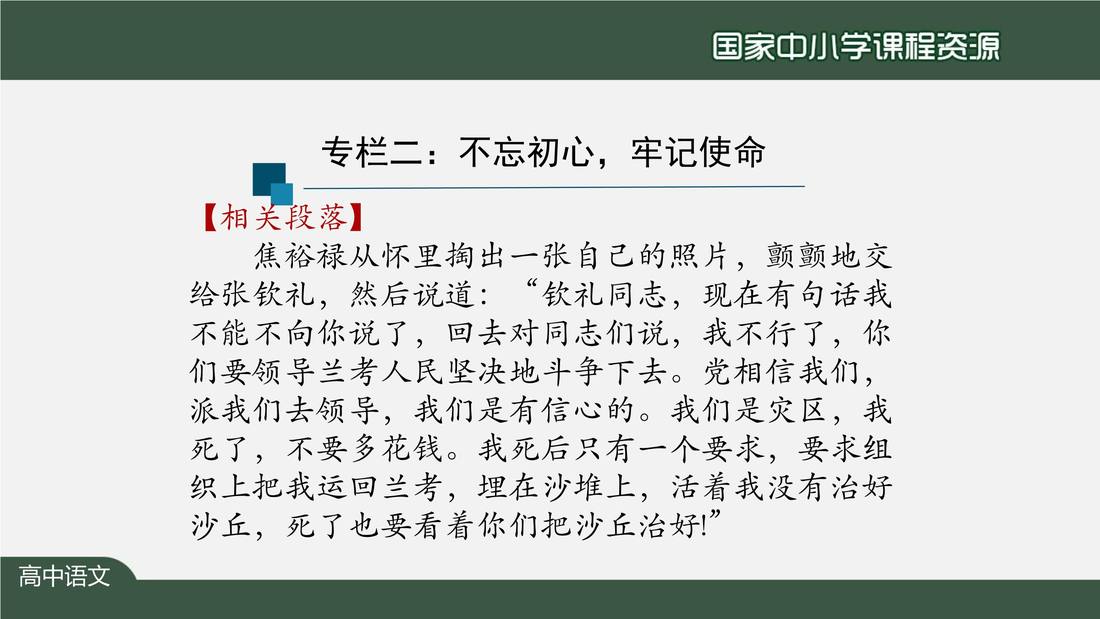 国家中小学课程资源
专栏二：不忘初心，牢记使命
【相关段落】
焦裕禄从怀里掏出一张自己的照片，颤颤地交
给张钦礼，然后说道：“钦礼同志，现在有句话我
不能不向你说了，回去对同志们说，我不行了，你
们要领导兰考人民坚决地斗争下去。党相信我们，
派我们去领导，我们是有信心的。我们是灾区，我
死了，不要多花钱。我死后只有一个要求，要求组
织上把我运回兰考，埋在沙堆上，活着我没有治好
沙丘，死了也要看着你们把沙丘治好!”
高中语文